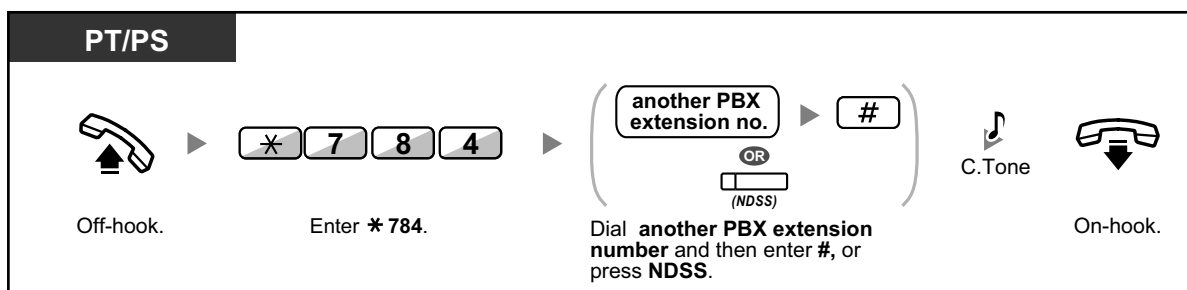 PT/PS
another PBX
extension no.
#
✳ 7 8 4
OR
(NDSS)
C.Tone
Off-hook.
Enter ✳ 784.
Dial another PBX extension
number and then enter #, or
press NDSS.
On-hook.